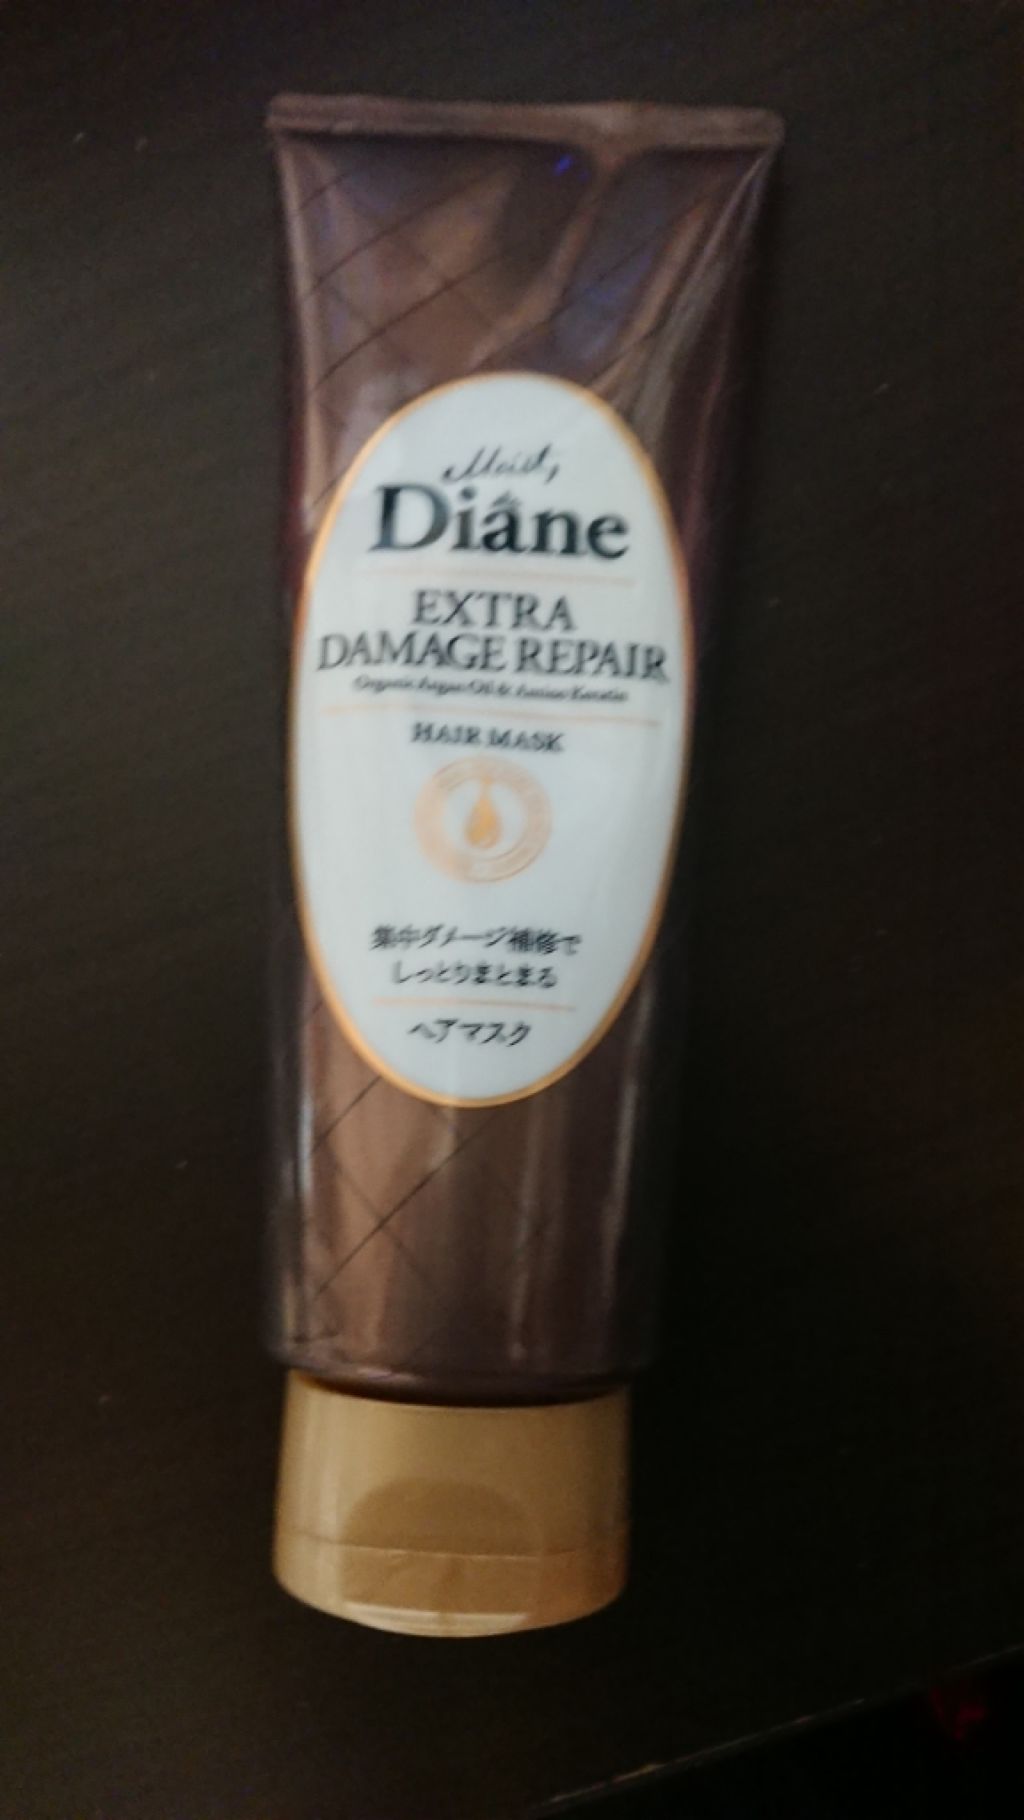 Moist
Diane
EXTRA
DAMAGE REPAIR
Organic Argan Oil & Amino Keratin
HAIR MASK
集中ダメージ補修で
しっとりまとまる
ヘアマスク